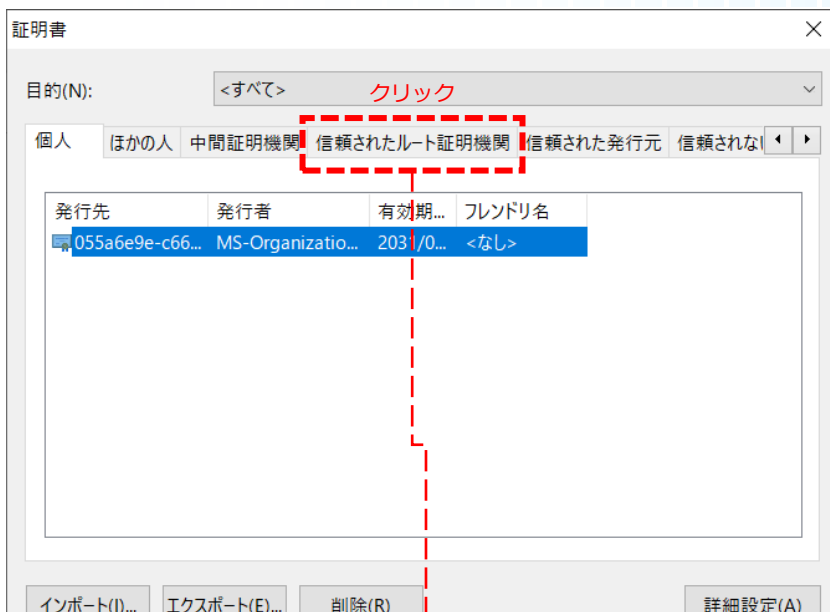 証明書
目的(N): <すべて>
クリック
個人 ほかの人 中間証明機関 信頼されたルート証明機関 信頼された発行元 信頼されない
発行先 発行者 有効期... フレンドリ名
055a6e9e-c66... MS-Organizatio... 2031/0... <なし>
インポート(I)... エクスポート(E)... 削除(R) 詳細設定(A)